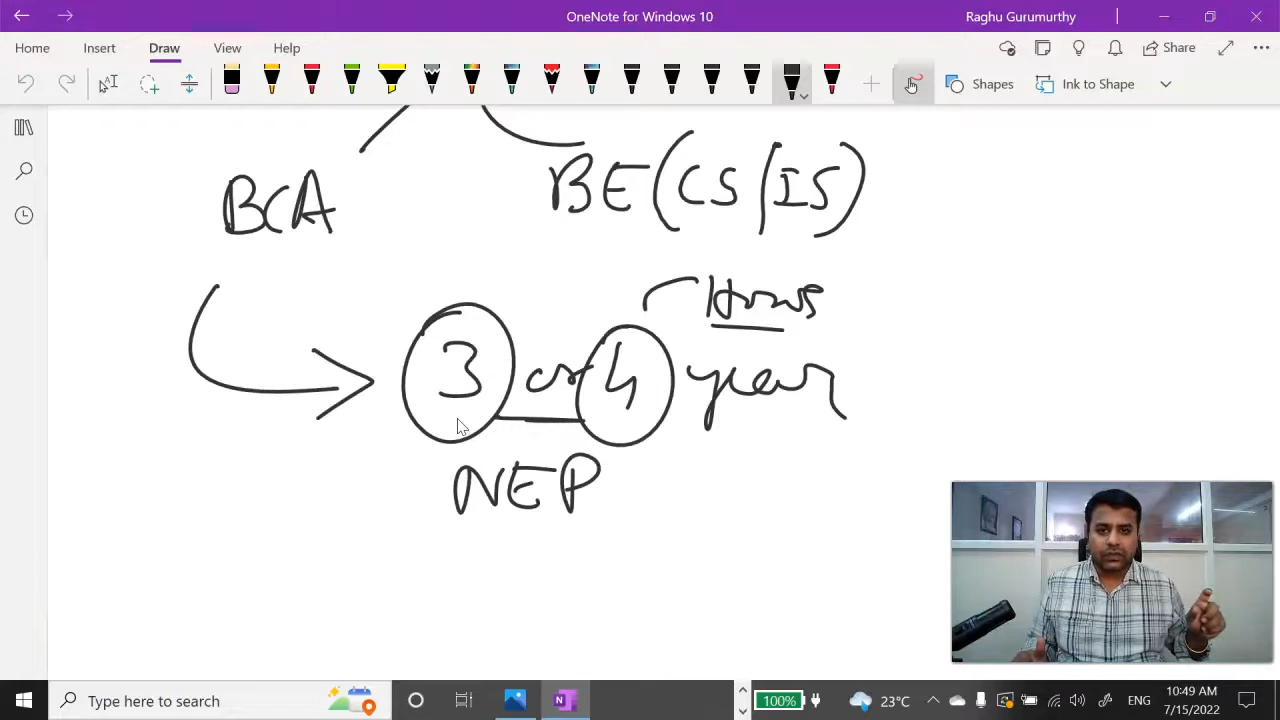 OneNote for Windows 10
Raghu Gurumurthy
Home Insert Draw View Help
Share
Shapes
Ink to Shape
BCA
BE(CS/IS)
3 or 4 year
NEP
Type here to search
N
100%
23°C
ENG
10:49 AM
7/15/2022